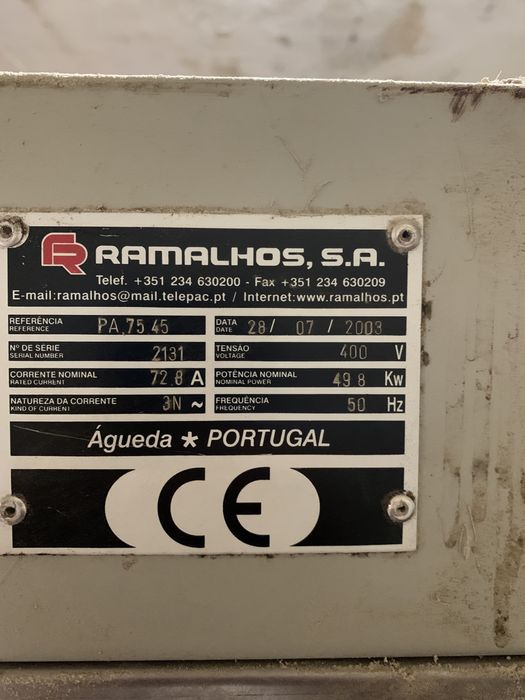 RAMALHOS, S.A.
Telef. +351 234 630200 - Fax +351 234 630209
E-mail:ramalhos@mail.telepac.pt / Internet:www.ramalhos.pt
REFERÊNCIA REFERENCE PA.75.45 DATA DATE 28/ 07 / 2003
Nº DE SÉRIE SERIAL NUMBER 2131 TENSÃO VOLTAGE 400 V
CORRENTE NOMINAL RATED CURRENT 72.8 A POTÊNCIA NOMINAL NOMINAL POWER 49.8 Kw
NATUREZA DA CORRENTE KIND OF CURRENT 3N ~ FREQUÊNCIA FREQUENCY 50 Hz
Águeda * PORTUGAL
CE